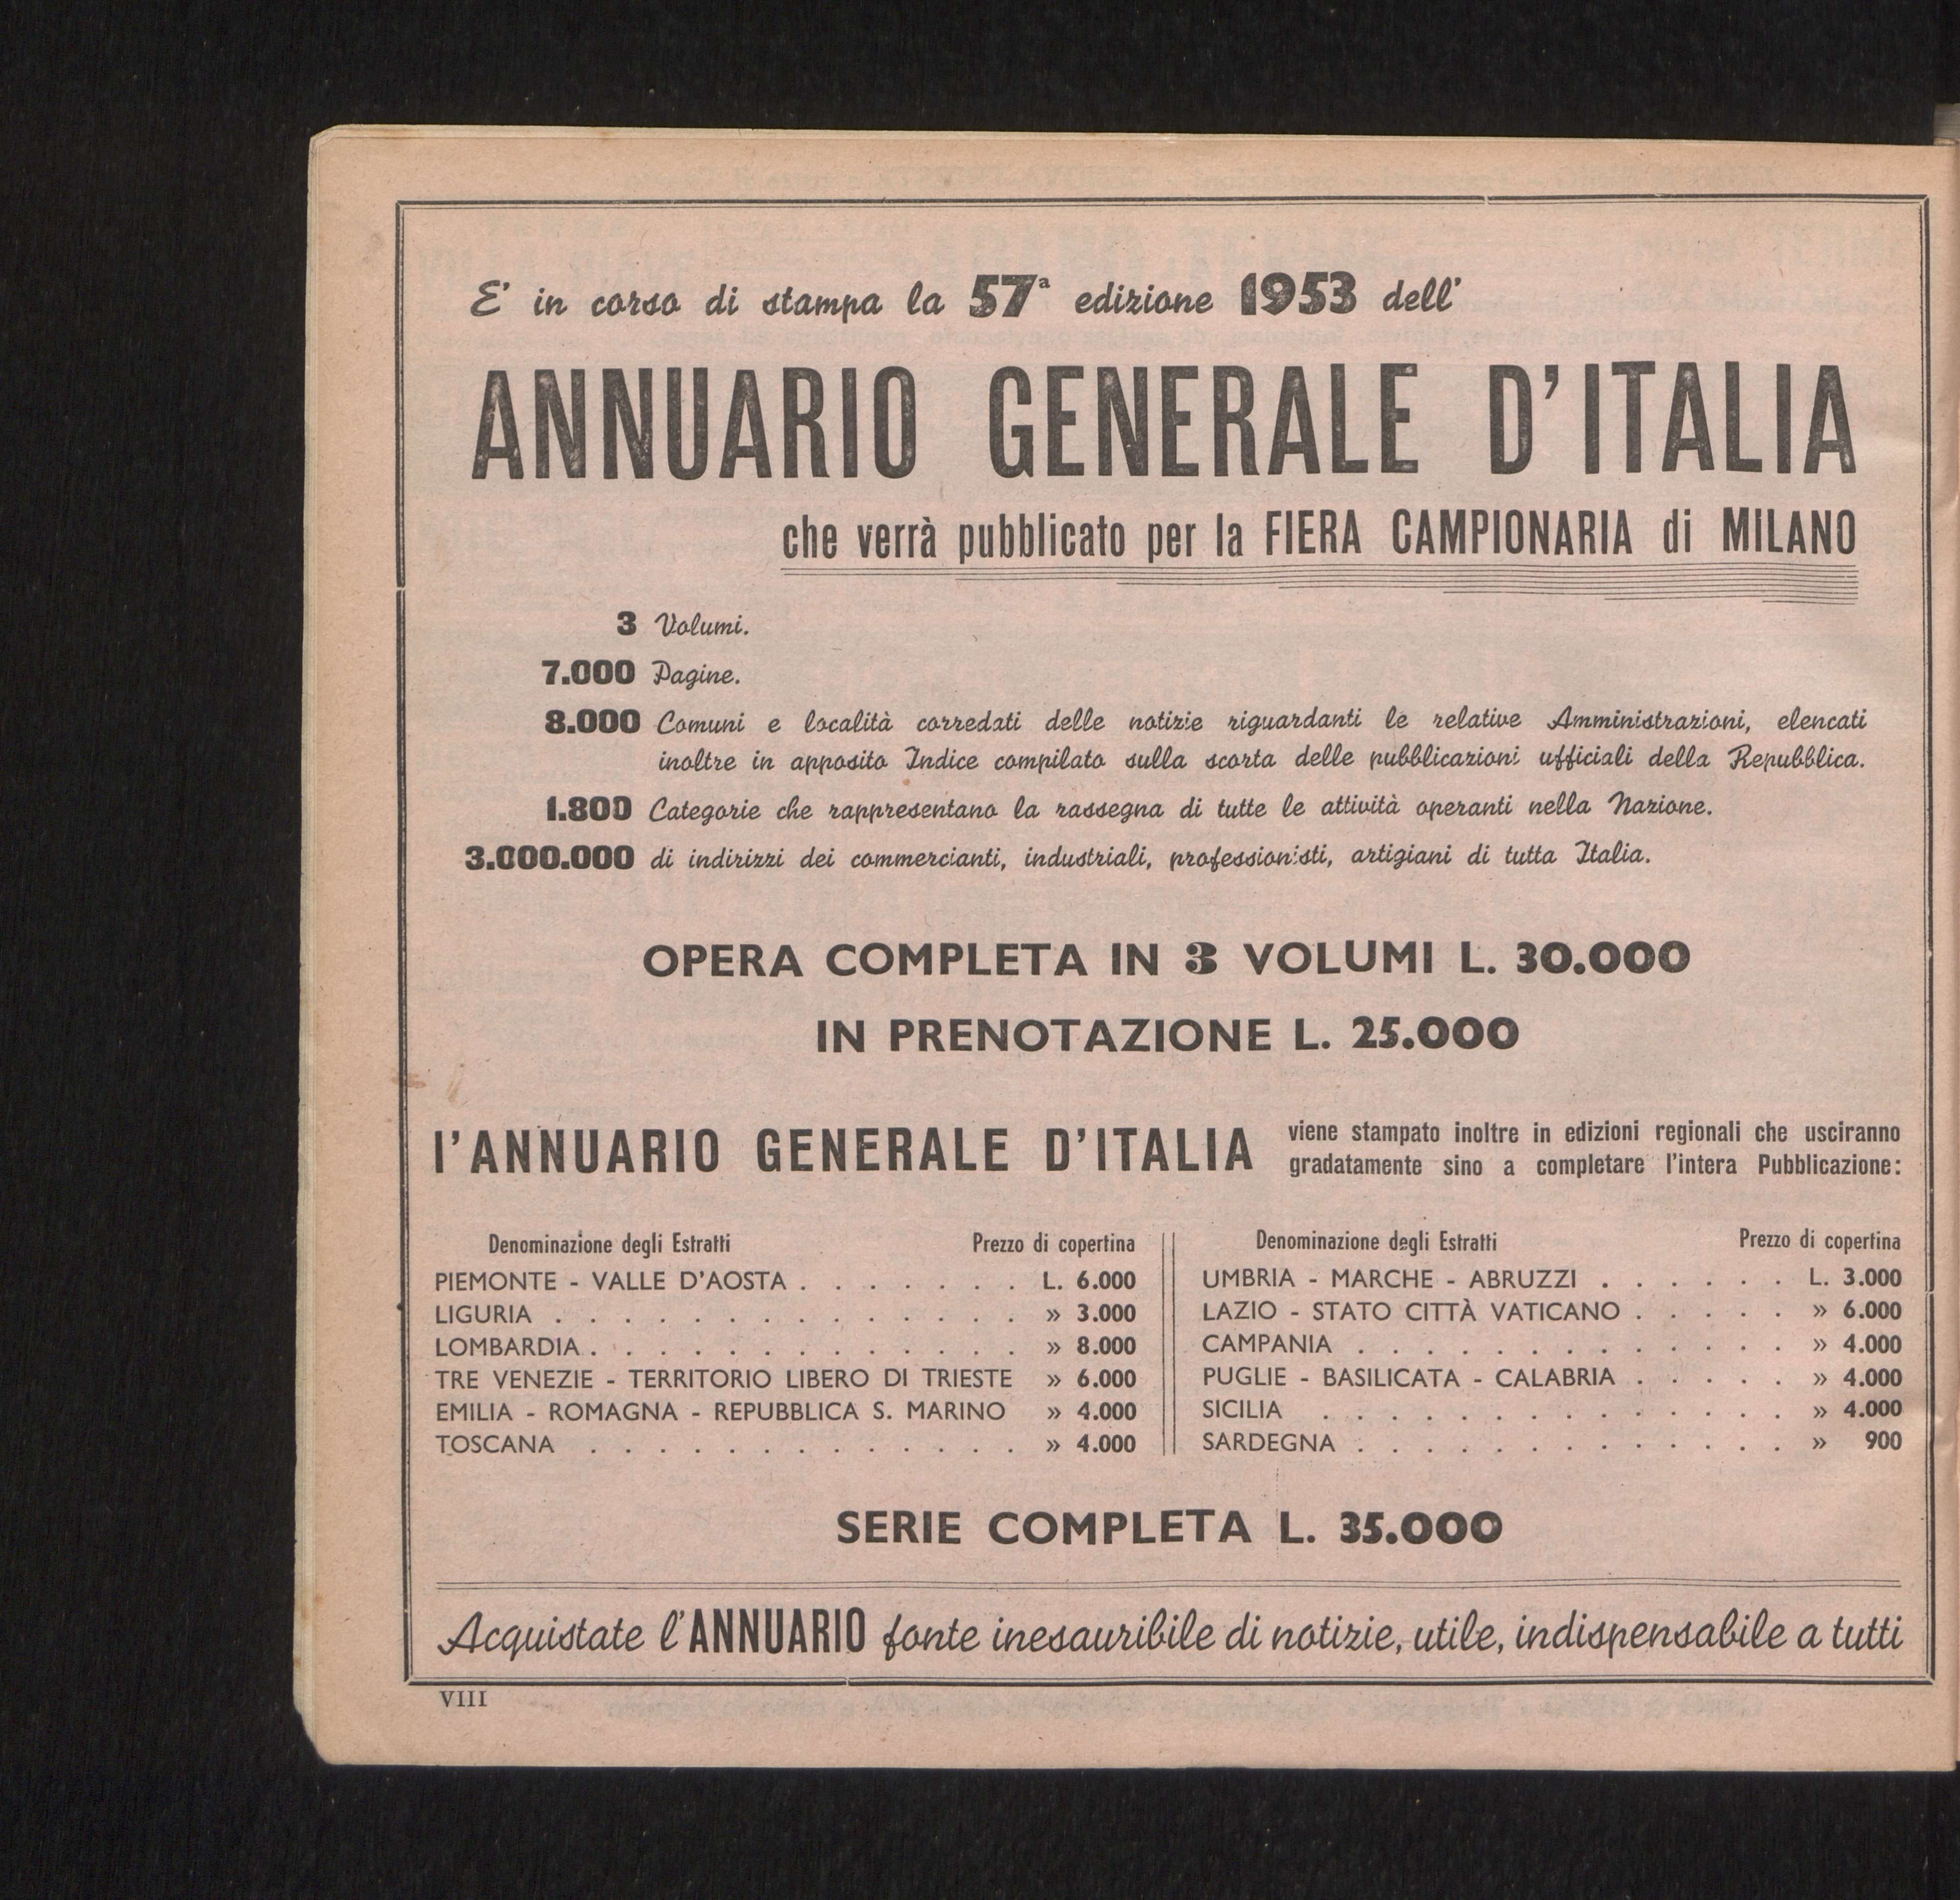 E' in corso di stampa la 57ª edizione 1953 dell'
ANNUARIO GENERALE D'ITALIA
che verrà pubblicato per la FIERA CAMPIONARIA di MILANO
3 Volumi.
7.000 Pagine.
8.000 Comuni e località corredati delle notizie riguardanti le relative Amministrazioni, elencati
inoltre in apposito Indice compilato sulla scorta delle pubblicazioni ufficiali della Repubblica.
1.800 Categorie che rappresentano la rassegna di tutte le attività operanti nella Nazione.
3.000.000 di indirizzi dei commercianti, industriali, professionisti, artigiani di tutta Italia.
OPERA COMPLETA IN 3 VOLUMI L. 30.000
IN PRENOTAZIONE L. 25.000
l'ANNUARIO GENERALE D'ITALIA
viene stampato inoltre in edizioni regionali che usciranno
gradatamente sino a completare l'intera Pubblicazione:
Denominazione degli Estratti Prezzo di copertina
PIEMONTE - VALLE D'AOSTA . . . . . . . L. 6.000
LIGURIA . . . . . . . . . . . . . . » 3.000
LOMBARDIA . . . . . . . . . . . . . » 8.000
TRE VENEZIE - TERRITORIO LIBERO DI TRIESTE » 6.000
EMILIA - ROMAGNA - REPUBBLICA S. MARINO » 4.000
TOSCANA . . . . . . . . . . . . . » 4.000
Denominazione degli Estratti Prezzo di copertina
UMBRIA - MARCHE - ABRUZZI . . . . . . L. 3.000
LAZIO - STATO CITTÀ VATICANO . . . . . » 6.000
CAMPANIA . . . . . . . . . . . . . » 4.000
PUGLIE - BASILICATA - CALABRIA . . . . . » 4.000
SICILIA . . . . . . . . . . . . . . » 4.000
SARDEGNA . . . . . . . . . . . . . » 900
SERIE COMPLETA L. 35.000
Acquistate l'ANNUARIO fonte inesauribile di notizie, utile, indispensabile a tutti
VIII